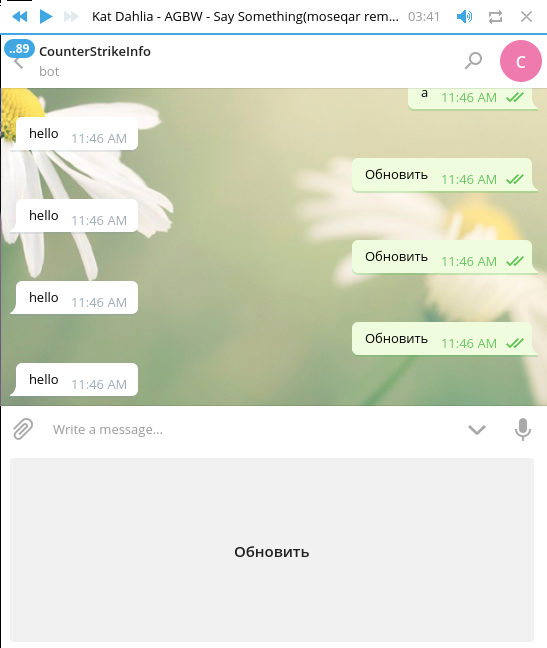 Kat Dahlia - AGBW - Say Something(moseqar rem...
03:41
..89
CounterStrikeInfo
bot
C
a 11:46 AM
hello 11:46 AM
Обновить 11:46 AM
hello 11:46 AM
Обновить 11:46 AM
hello 11:46 AM
Обновить 11:46 AM
hello 11:46 AM
Write a message...
Обновить